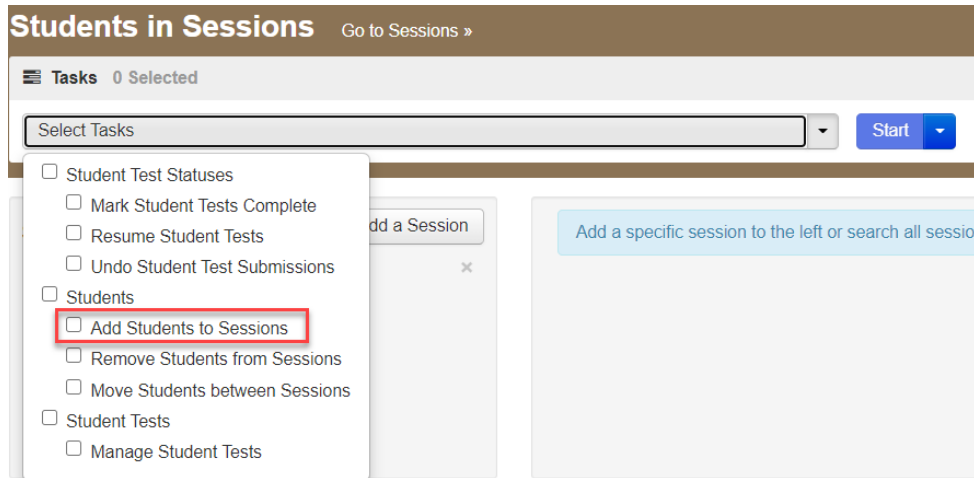 Students in Sessions Go to Sessions »
Tasks 0 Selected
Select Tasks Start
Student Test Statuses
Mark Student Tests Complete
Resume Student Tests
Undo Student Test Submissions
Students
Add Students to Sessions
Remove Students from Sessions
Move Students between Sessions
Student Tests
Manage Student Tests
dd a Session
Add a specific session to the left or search all sessio